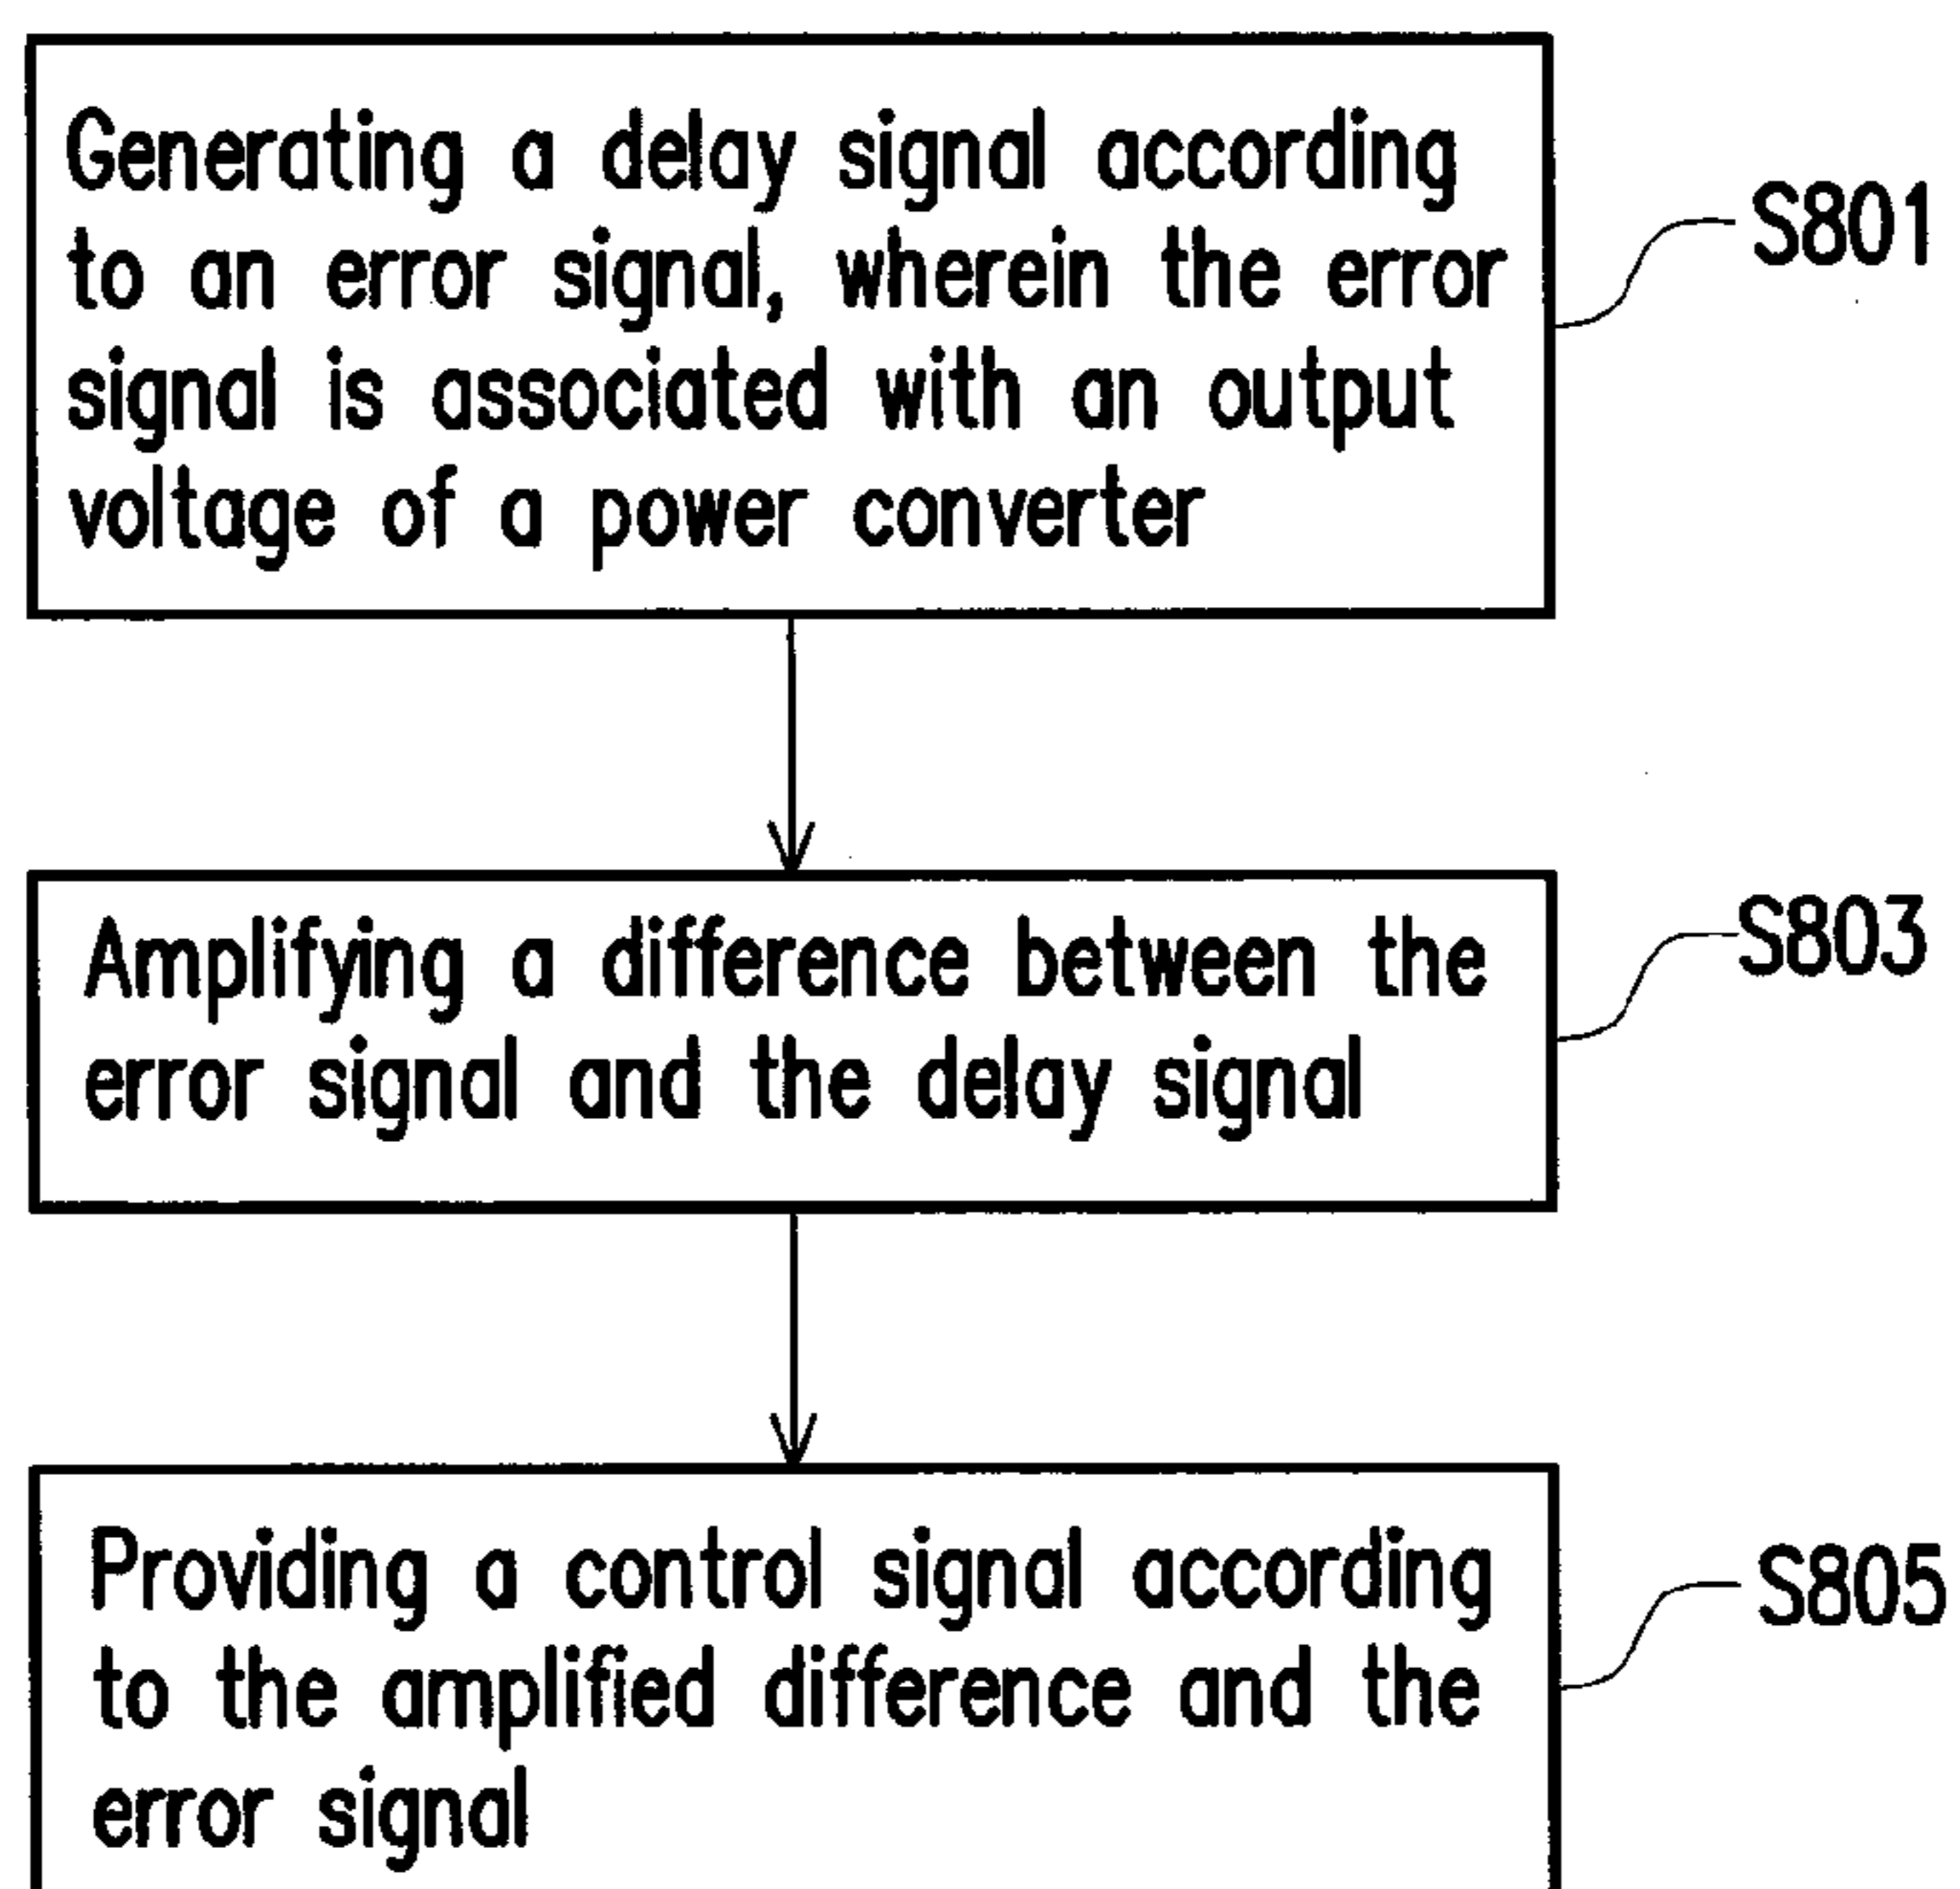 Generating a delay signal according
to an error signal, wherein the error
signal is associated with an output
voltage of a power converter
S801
Amplifying a difference between the
error signal and the delay signal
S803
Providing a control signal according
to the amplified difference and the
error signal
S805